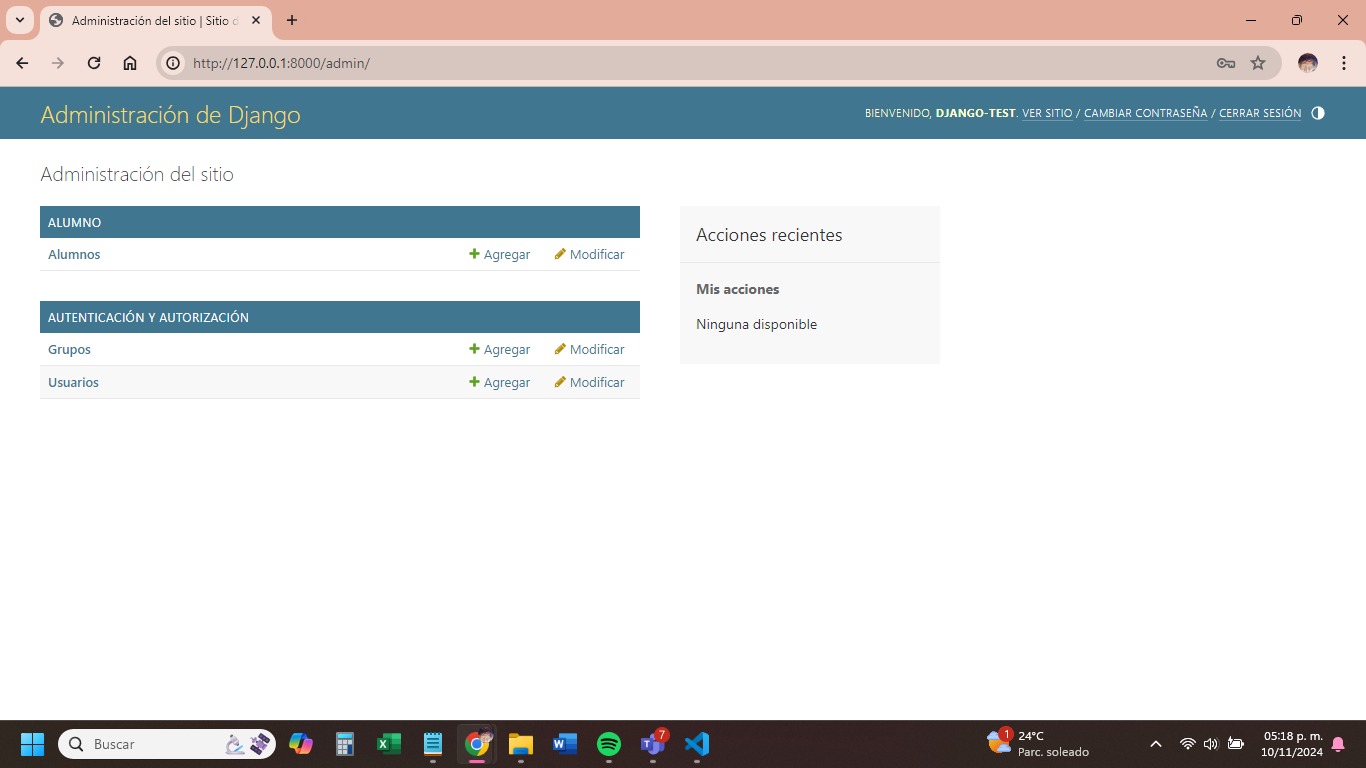 Administración del sitio | Sitio d
http://127.0.0.1:8000/admin/
Administración de Django
BIENVENIDO, DJANGO-TEST. VER SITIO / CAMBIAR CONTRASEÑA / CERRAR SESIÓN
Administración del sitio
ALUMNO
Alumnos Agregar Modificar
AUTENTICACIÓN Y AUTORIZACIÓN
Grupos Agregar Modificar
Usuarios Agregar Modificar
Acciones recientes
Mis acciones
Ninguna disponible
Buscar
7
1
24°C
Parc. soleado
05:18 p. m.
10/11/2024